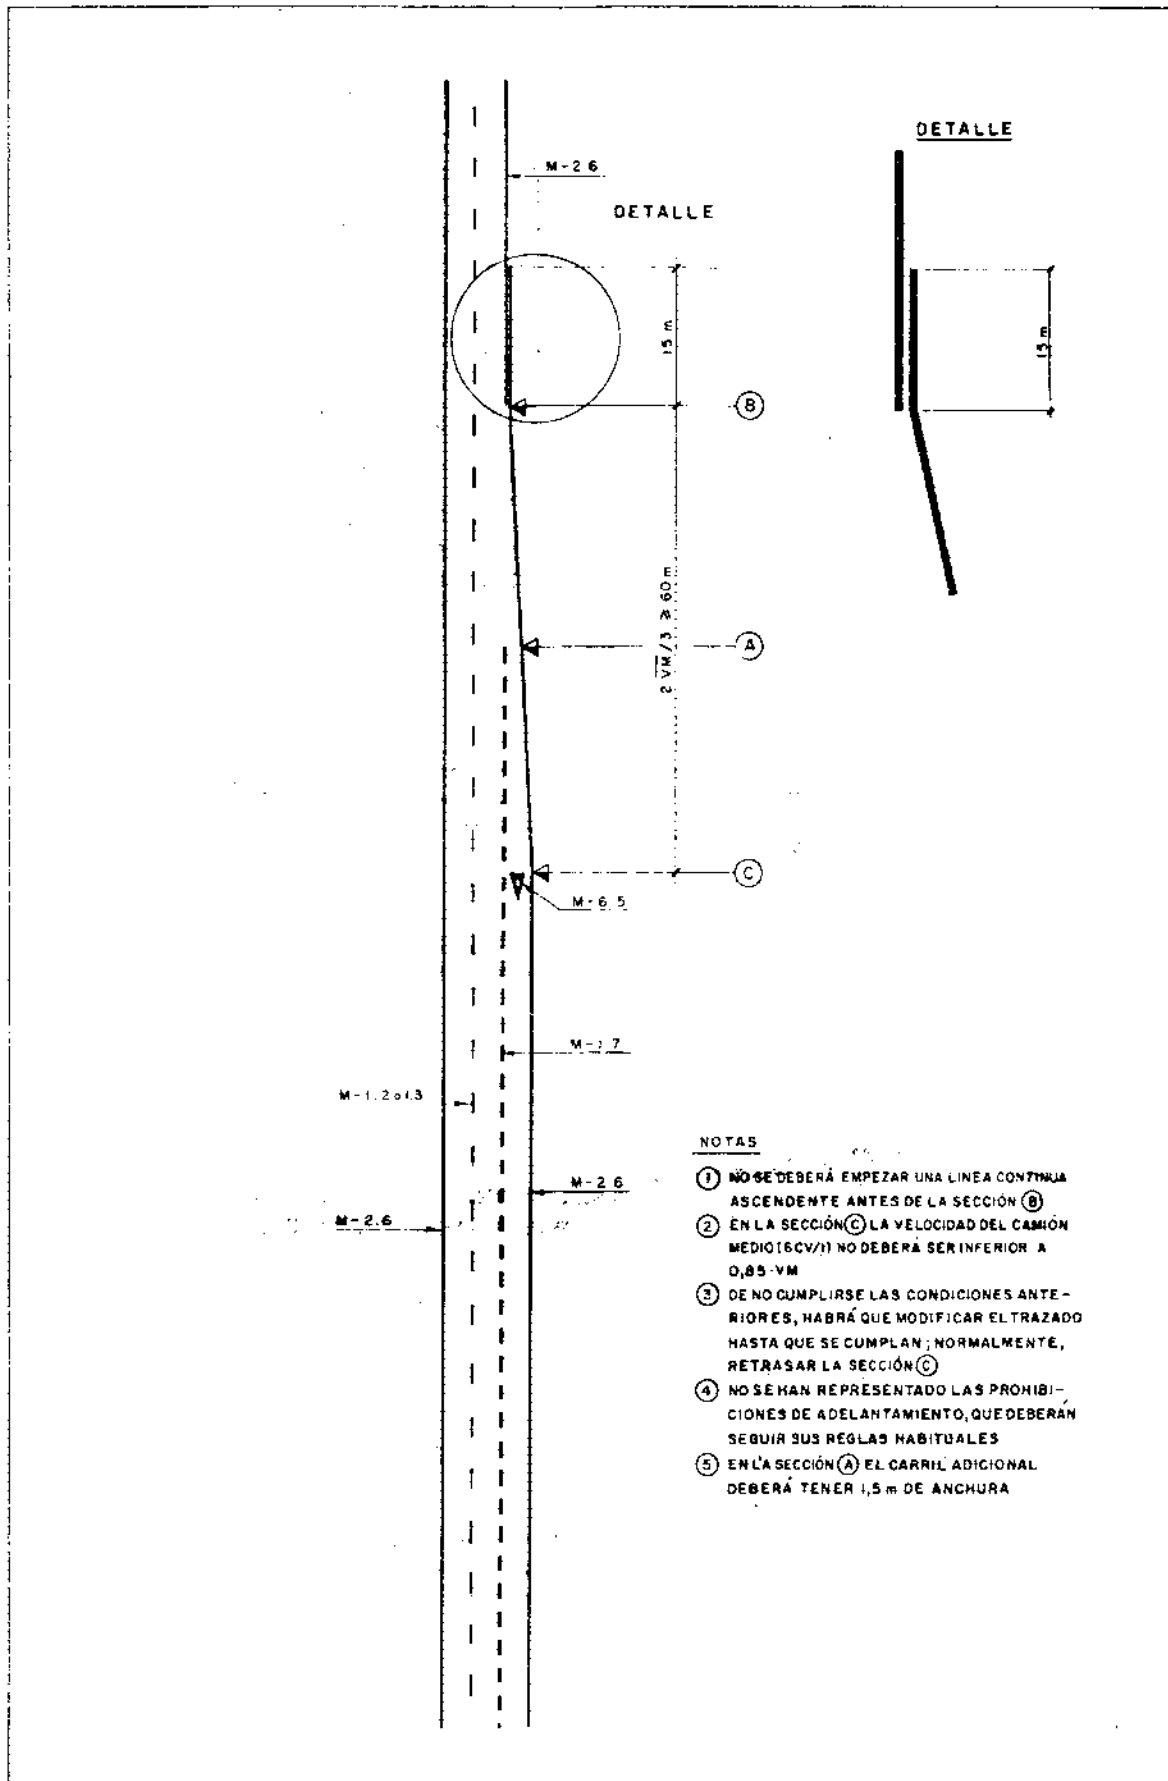 DETALLE
M-2.6
DETALLE
15 m
15 m
B
2 VM/3 ≥ 60 m
A
C
M-6.5
M-1.7
M-1.2 o 1.3
M-2.6
M-2.6
NOTAS
1 NO SE DEBERÁ EMPEZAR UNA LINEA CONTINUA
ASCENDENTE ANTES DE LA SECCIÓN B
2 EN LA SECCIÓN C LA VELOCIDAD DEL CAMIÓN
MEDIO NO DEBERÁ SER INFERIOR A
0,85·VM
3 DE NO CUMPLIRSE LAS CONDICIONES ANTE-
RIORES, HABRÁ QUE MODIFICAR EL TRAZADO
HASTA QUE SE CUMPLAN; NORMALMENTE,
RETRASAR LA SECCIÓN C
4 NO SE HAN REPRESENTADO LAS PROHIBI-
CIONES DE ADELANTAMIENTO, QUE DEBERÁN
SEGUIR SUS REGLAS HABITUALES
5 EN LA SECCIÓN A EL CARRIL ADICIONAL
DEBERÁ TENER 1,5 m DE ANCHURA